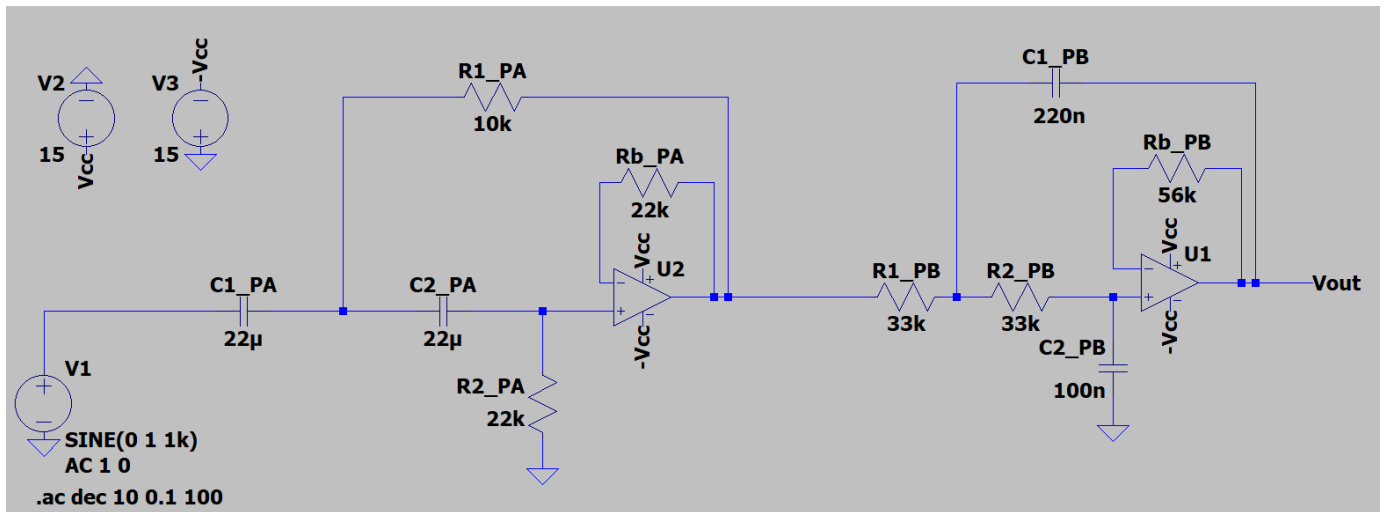 V2
15
Vcc
V3
-Vcc
15
R1_PA
10k
Rb_PA
22k
Vcc
U2
-Vcc
C1_PA
22µ
C2_PA
22µ
R2_PA
22k
V1
SINE(0 1 1k)
AC 1 0
.ac dec 10 0.1 100
C1_PB
220n
Rb_PB
56k
Vcc
U1
-Vcc
R1_PB
33k
R2_PB
33k
C2_PB
100n
Vout